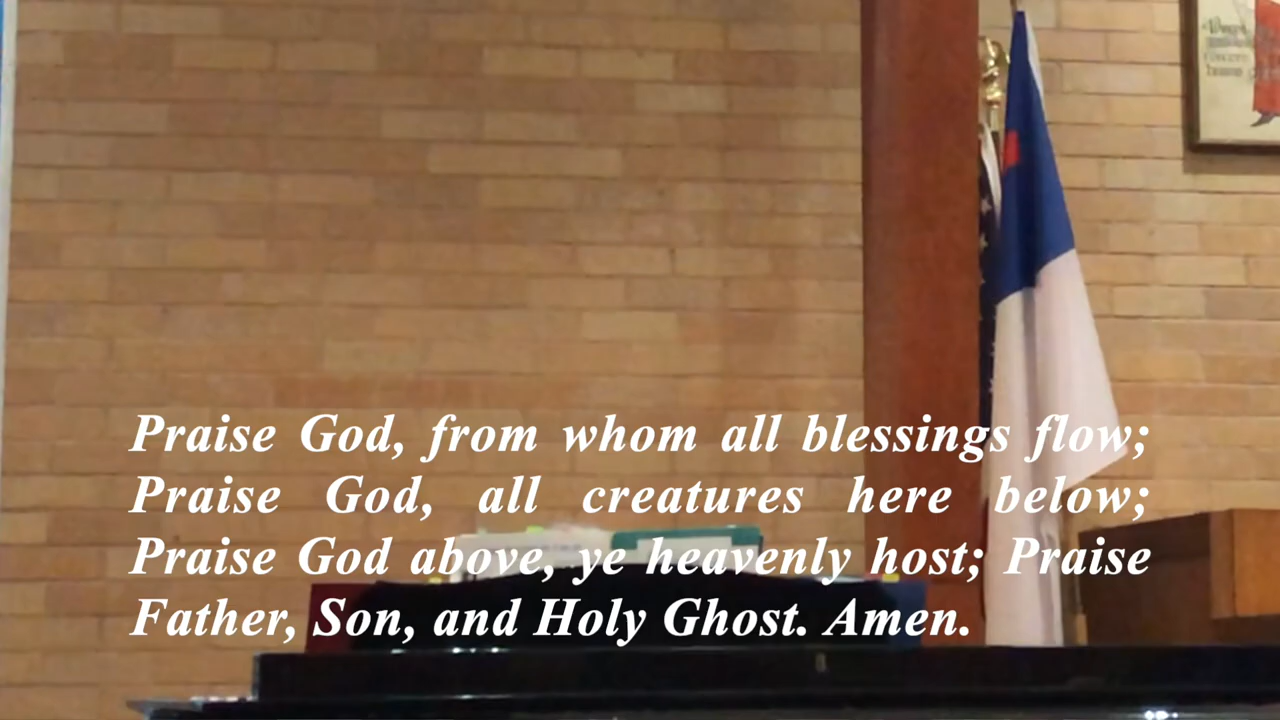 Praise God, from whom all blessings flow;
Praise God, all creatures here below;
Praise God above, ye heavenly host; Praise
Father, Son, and Holy Ghost. Amen.